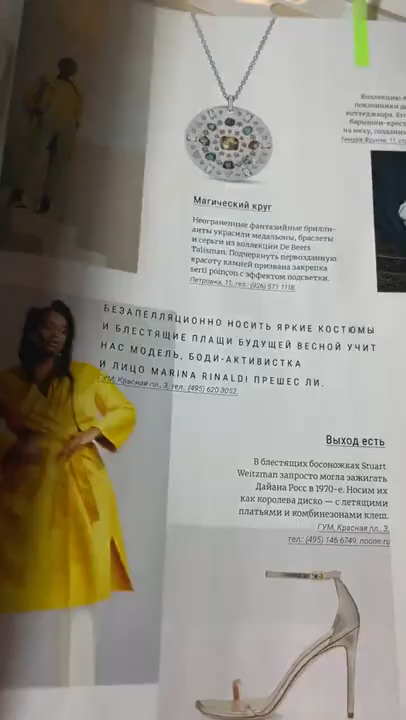 Магический круг
Неограненные фантазийные брилли-
анты украсили медальоны, браслеты
и серьги из коллекции De Beers
Talisman. Подчеркнуть первозданную
красоту камней призвана закрепка
serti poinçon с эффектом подсветки.
Петровка, 11, тел.: (926) 571 1118.
поклонники
на меху,
БЕЗАПЕЛЛЯЦИОННО НОСИТЬ ЯРКИЕ КОСТЮМЫ
И БЛЕСТЯЩИЕ ПЛАЩИ БУДУЩЕЙ ВЕСНОЙ УЧИТ
НАС МОДЕЛЬ, БОДИ-АКТИВИСТКА
И ЛИЦО MARINA RINALDI ПРЕШЕС ЛИ.
ГУМ, Красная пл., 3, тел.: (495) 620 3052.
Выход есть
В блестящих босоножках Stuart
Weitzman запросто могла зажигать
Дайана Росс в 1970-е. Носим их
как королева диско — с летящими
платьями и комбинезонами клеш.
ГУМ, Красная пл., 3,
тел.: (495) 146 6749, noone.ru